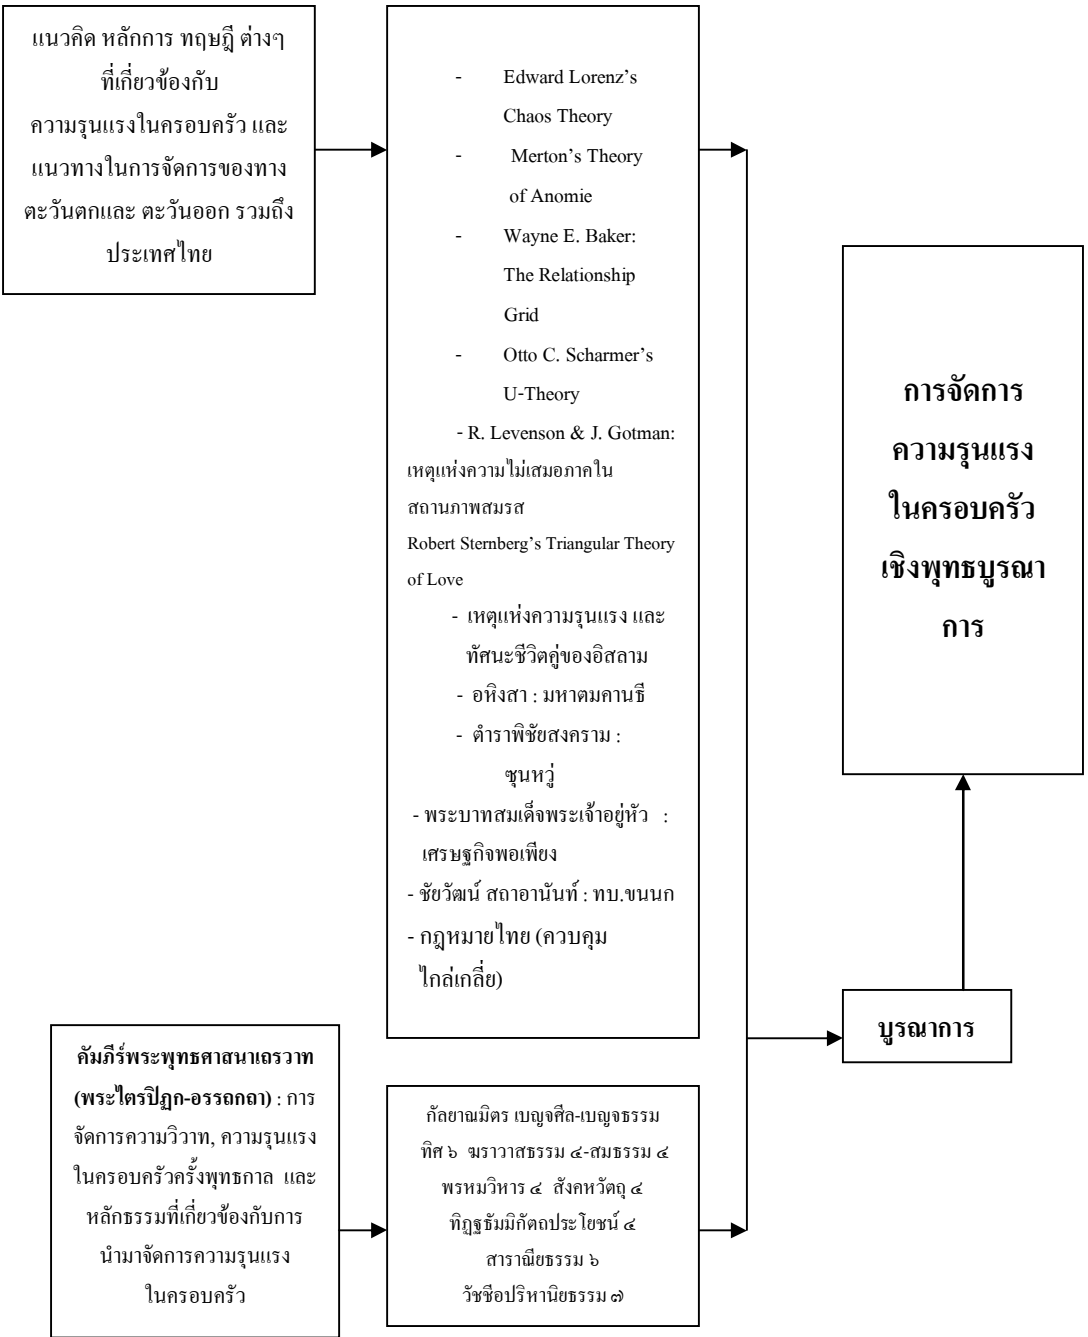 แนวคิด หลักการ ทฤษฎี ต่างๆ
ที่เกี่ยวข้องกับ
ความรุนแรงในครอบครัว และ
แนวทางในการจัดการของทาง
ตะวันตกและ ตะวันออก รวมถึง
ประเทศไทย
- Edward Lorenz’s
Chaos Theory
- Merton’s Theory
of Anomie
- Wayne E. Baker:
The Relationship
Grid
- Otto C. Scharmer’s
U-Theory
- R. Levenson & J. Gotman:
เหตุแห่งความไม่เสมอภาคใน
สถานภาพสมรส
Robert Sternberg’s Triangular Theory
of Love
- เหตุแห่งความรุนแรง และ
ทัศนะชีวิตคู่ของอิสลาม
- อหิงสา : มหาตมคานธี
- ตำราพิชัยสงคราม :
ซุนหวู่
- พระบาทสมเด็จพระเจ้าอยู่หัว :
เศรษฐกิจพอเพียง
- ชัยวัฒน์ สถาอานันท์ : ทบ.ขนนก
- กฎหมายไทย (ควบคุม
ไกล่เกลี่ย)
การจัดการ
ความรุนแรง
ในครอบครัว
เชิงพุทธบูรณา
การ
บูรณาการ
คัมภีร์พระพุทธศาสนาเถรวาท
(พระไตรปิฎก-อรรถกถา) : การ
จัดการความวิวาท, ความรุนแรง
ในครอบครัวครั้งพุทธกาล และ
หลักธรรมที่เกี่ยวข้องกับการ
นำมาจัดการความรุนแรง
ในครอบครัว
กัลยาณมิตร เบญจศีล-เบญจธรรม
ทิศ ๖ ฆราวาสธรรม ๔-สมธรรม ๔
พรหมวิหาร ๔ สังคหวัตถุ ๔
ทิฏฐธัมมิกัตถประโยชน์ ๔
สาราณียธรรม ๖
วัชชีอปริหานิยธรรม ๗